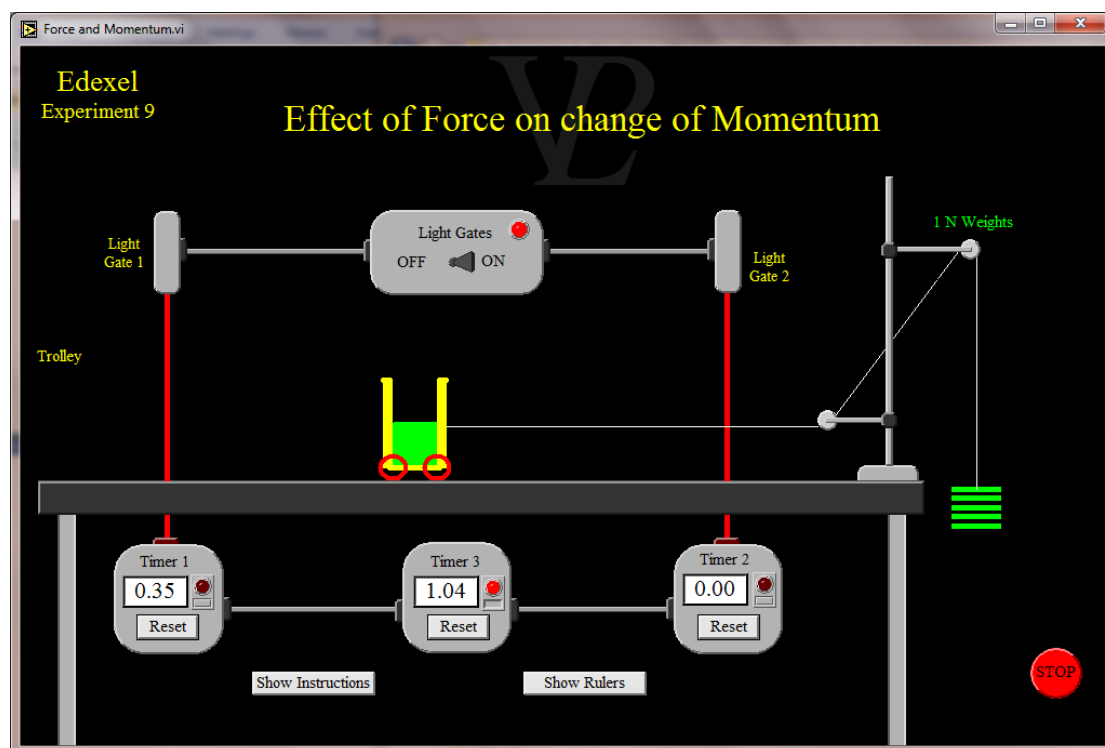 Force and Momentum.vi
Edexel
Experiment 9
Effect of Force on change of Momentum
Light
Gate 1
Light Gates
OFF
ON
Light
Gate 2
1 N Weights
Trolley
Timer 1
0.35
Reset
Timer 3
1.04
Reset
Timer 2
0.00
Reset
Show Instructions
Show Rulers
STOP